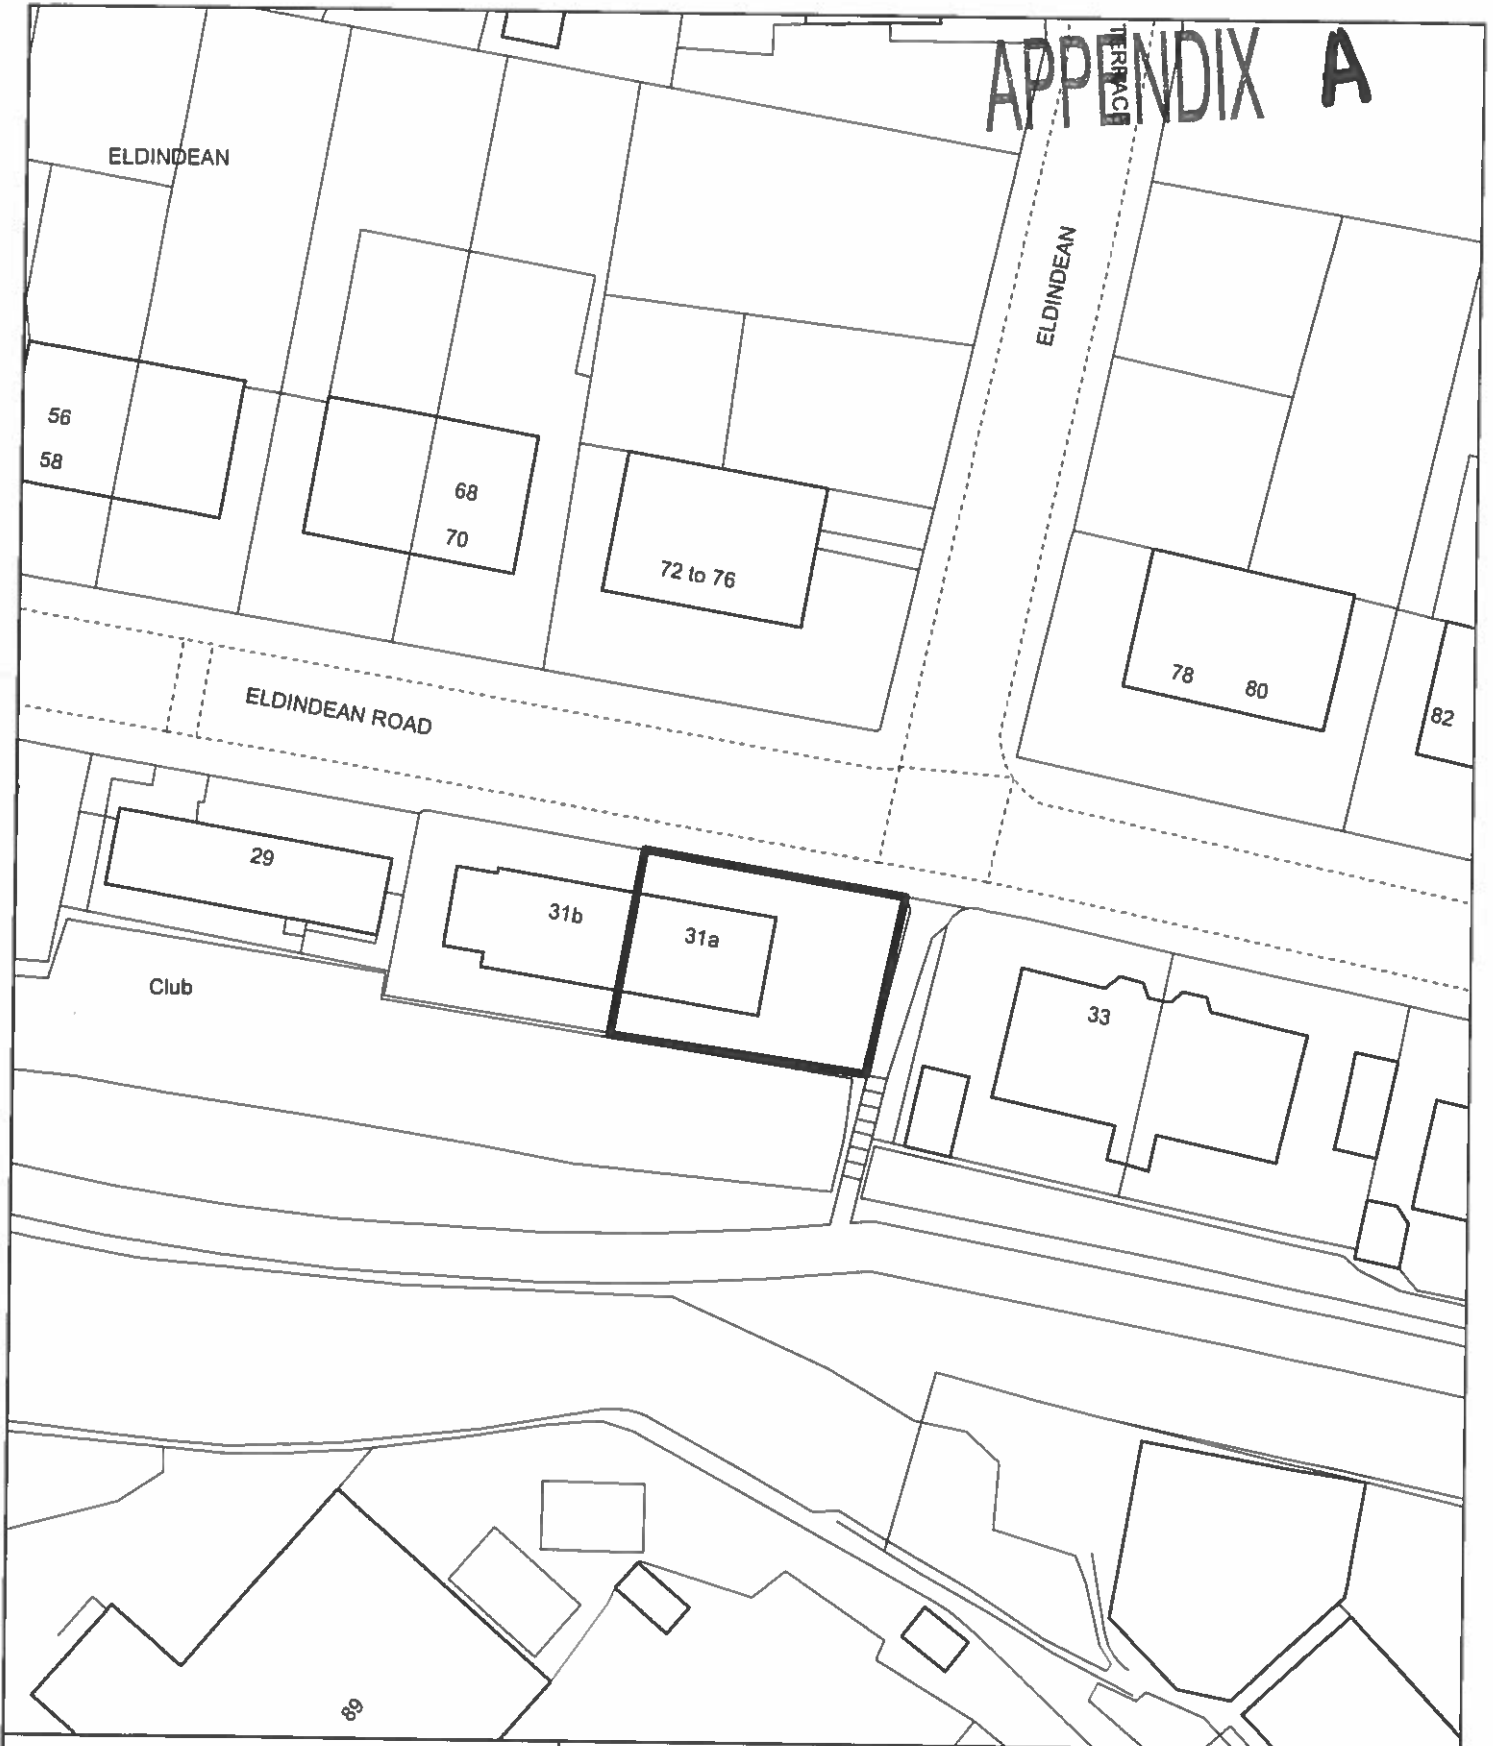 APPENDIX A
TERRACE
ELDINDEAN
ELDINDEAN
56
58
68
70
72 to 76
78
80
82
ELDINDEAN ROAD
29
31b
31a
33
Club
89